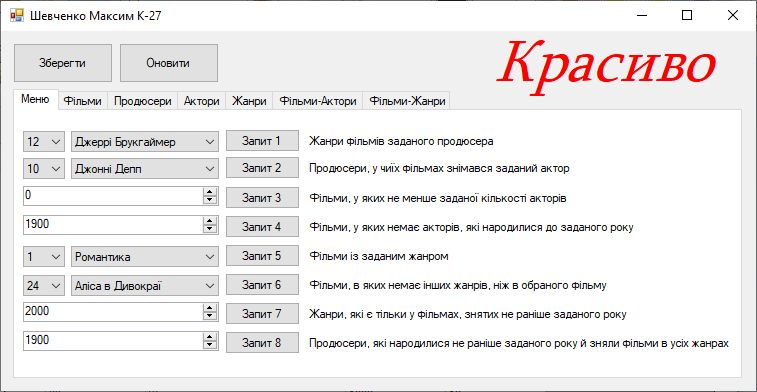 Шевченко Максим К-27
Зберегти Оновити Красиво
Меню Фільми Продюсери Актори Жанри Фільми-Актори Фільми-Жанри
12 Джеррі Брукгаймер Запит 1 Жанри фільмів заданого продюсера
10 Джонні Депп Запит 2 Продюсери, у чиїх фільмах знімався заданий актор
0 Запит 3 Фільми, у яких не менше заданої кількості акторів
1900 Запит 4 Фільми, у яких немає акторів, які народилися до заданого року
1 Романтика Запит 5 Фільми із заданим жанром
24 Аліса в Дивокраї Запит 6 Фільми, в яких немає інших жанрів, ніж в обраного фільму
2000 Запит 7 Жанри, які є тільки у фільмах, знятих не раніше заданого року
1900 Запит 8 Продюсери, які народилися не раніше заданого року й зняли фільми в усіх жанрах